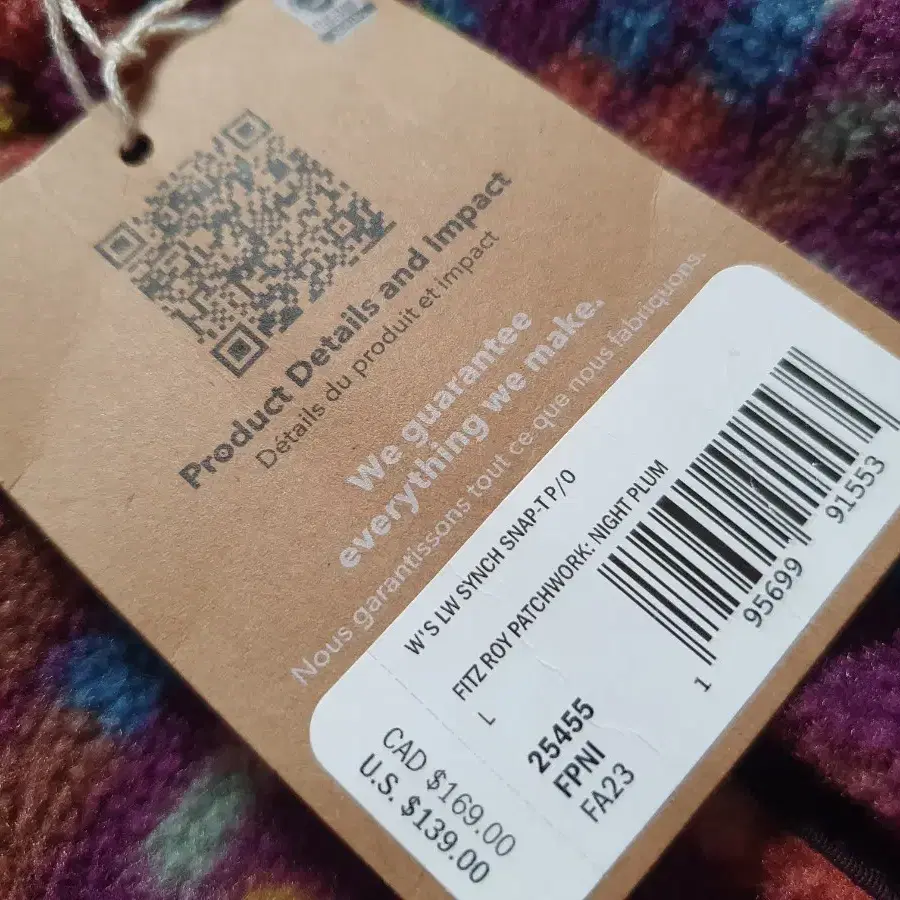 Product Details and Impact
Détails du produit et impact
We guarantee
everything we make.
Nous garantissons tout ce que nous fabriquons.
W'S LW SYNCH SNAP-T P/O
FITZ ROY PATCHWORK: NIGHT PLUM
L
25455
FPNI
FA23
CAD $169.00
U.S. $139.00
1 95699 91553